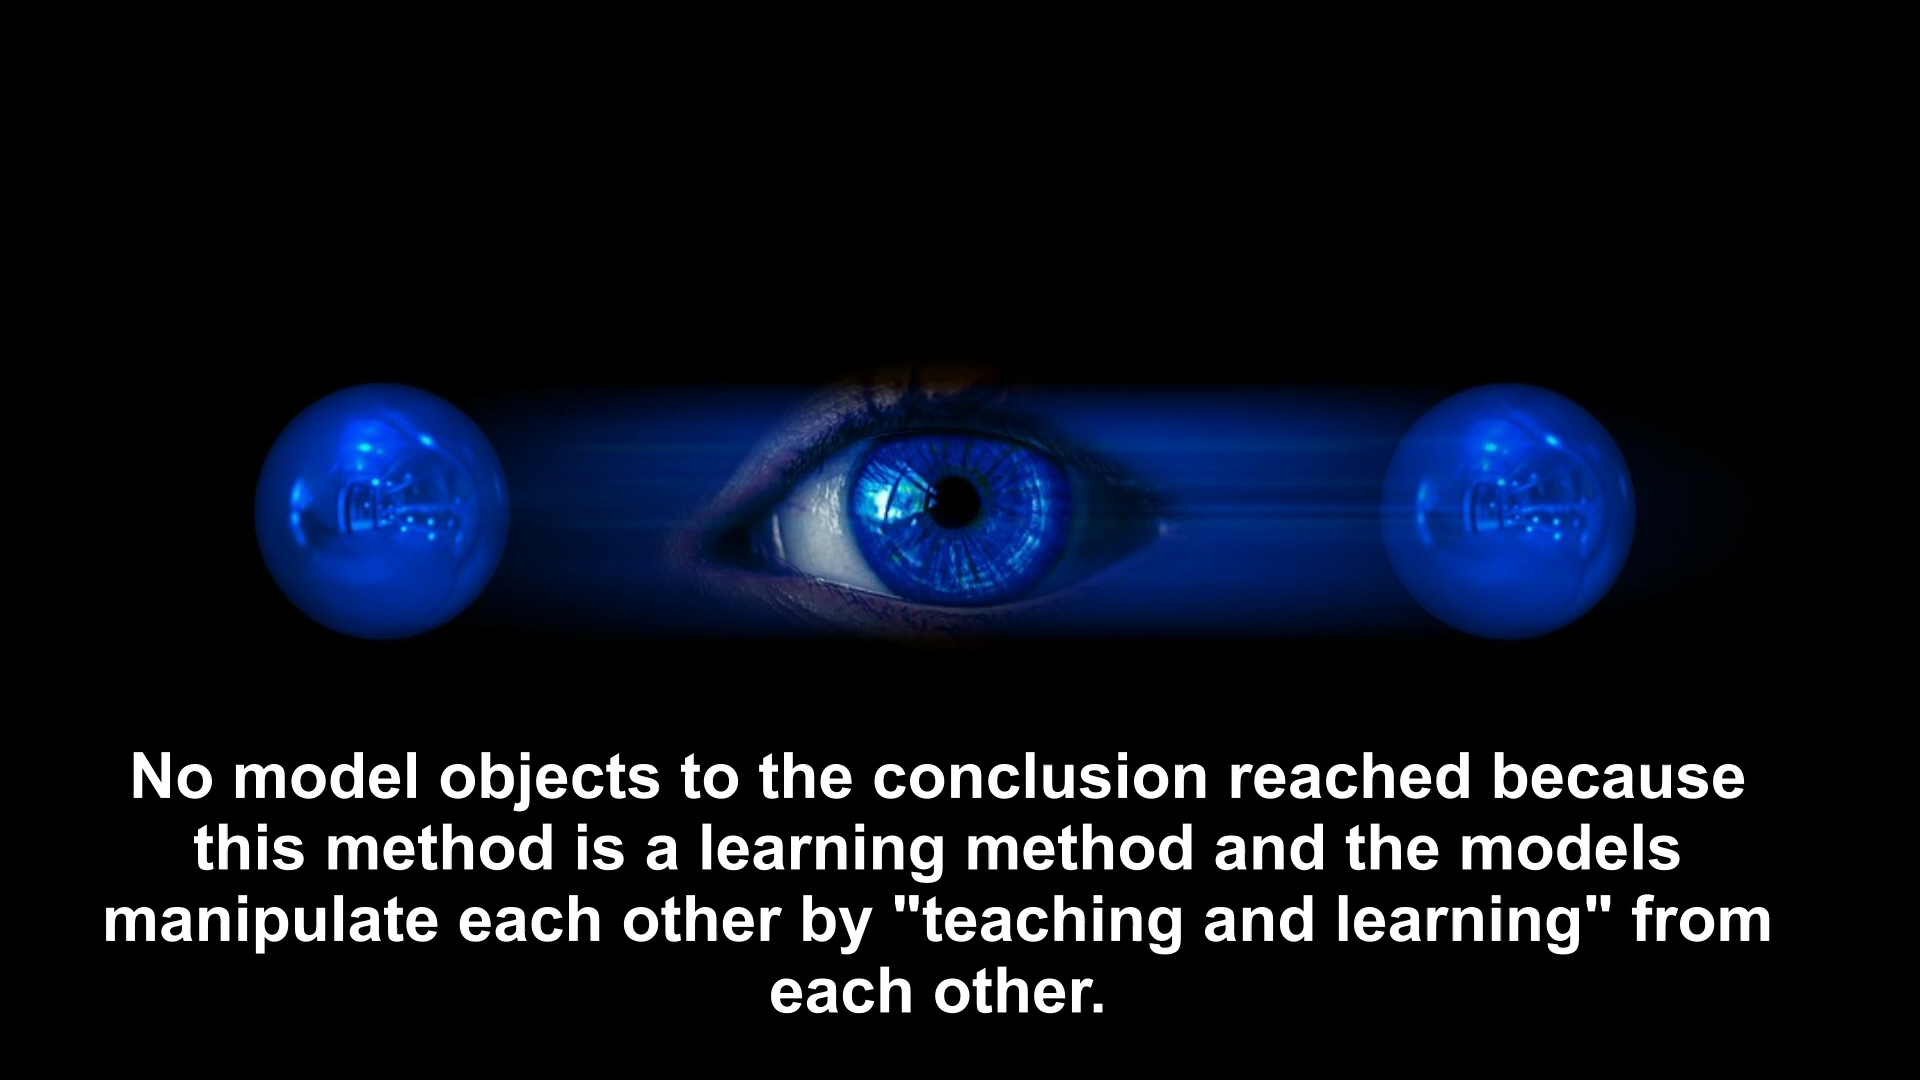 No model objects to the conclusion reached because
this method is a learning method and the models
manipulate each other by "teaching and learning" from
each other.